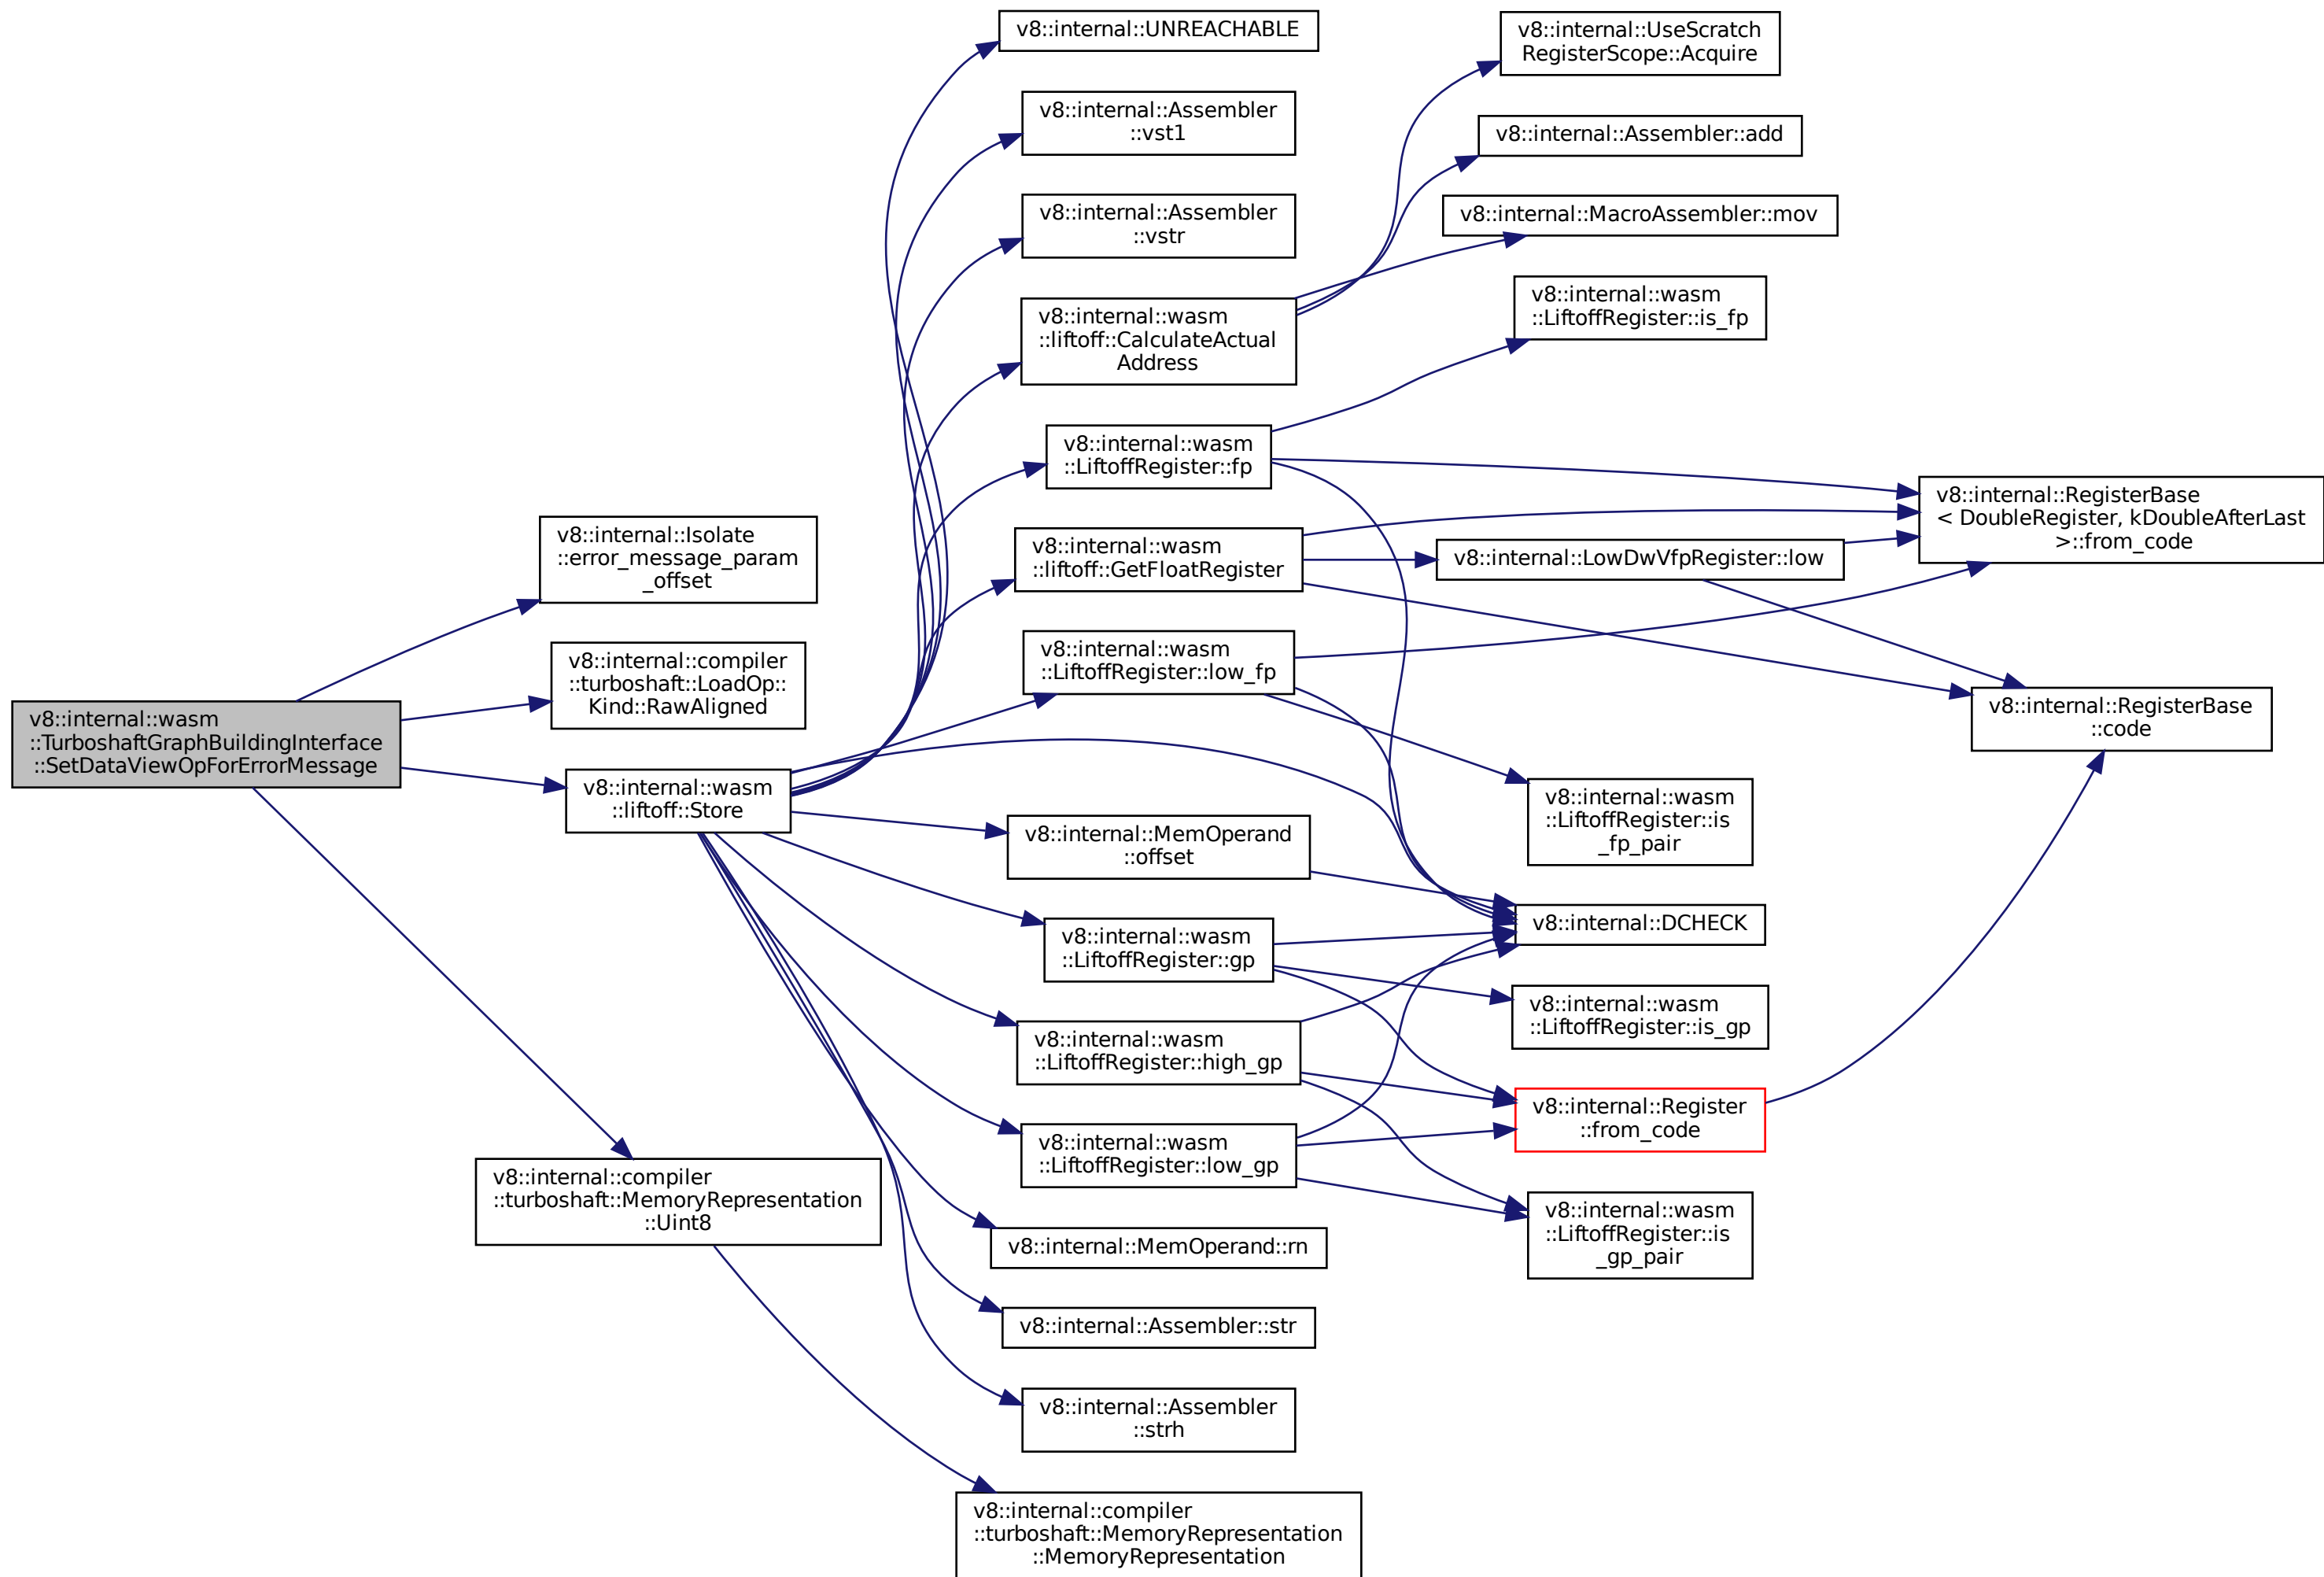 v8::internal::wasm
::TurboshaftGraphBuildingInterface
::SetDataViewOpForErrorMessage
v8::internal::Isolate
::error_message_param
_offset
v8::internal::compiler
::turboshaft::LoadOp::
Kind::RawAligned
v8::internal::wasm
::liftoff::Store
v8::internal::compiler
::turboshaft::MemoryRepresentation
::Uint8
v8::internal::UNREACHABLE
v8::internal::Assembler
::vst1
v8::internal::Assembler
::vstr
v8::internal::wasm
::liftoff::CalculateActual
Address
v8::internal::wasm
::LiftoffRegister::fp
v8::internal::wasm
::liftoff::GetFloatRegister
v8::internal::wasm
::LiftoffRegister::low_fp
v8::internal::MemOperand
::offset
v8::internal::wasm
::LiftoffRegister::gp
v8::internal::wasm
::LiftoffRegister::high_gp
v8::internal::wasm
::LiftoffRegister::low_gp
v8::internal::MemOperand::rn
v8::internal::Assembler::str
v8::internal::Assembler
::strh
v8::internal::compiler
::turboshaft::MemoryRepresentation
::MemoryRepresentation
v8::internal::UseScratch
RegisterScope::Acquire
v8::internal::Assembler::add
v8::internal::MacroAssembler::mov
v8::internal::wasm
::LiftoffRegister::is_fp
v8::internal::LowDwVfpRegister::low
v8::internal::wasm
::LiftoffRegister::is
_fp_pair
v8::internal::DCHECK
v8::internal::wasm
::LiftoffRegister::is_gp
v8::internal::Register
::from_code
v8::internal::wasm
::LiftoffRegister::is
_gp_pair
v8::internal::RegisterBase
< DoubleRegister, kDoubleAfterLast
>::from_code
v8::internal::RegisterBase
::code